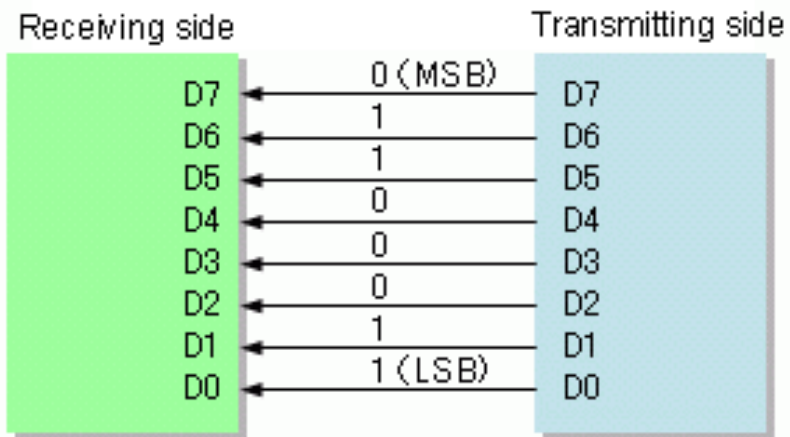 Receiving side
Transmitting side
D7
0 (MSB)
D7
D6
1
D6
D5
1
D5
D4
0
D4
D3
0
D3
D2
0
D2
D1
1
D1
D0
1 (LSB)
D0